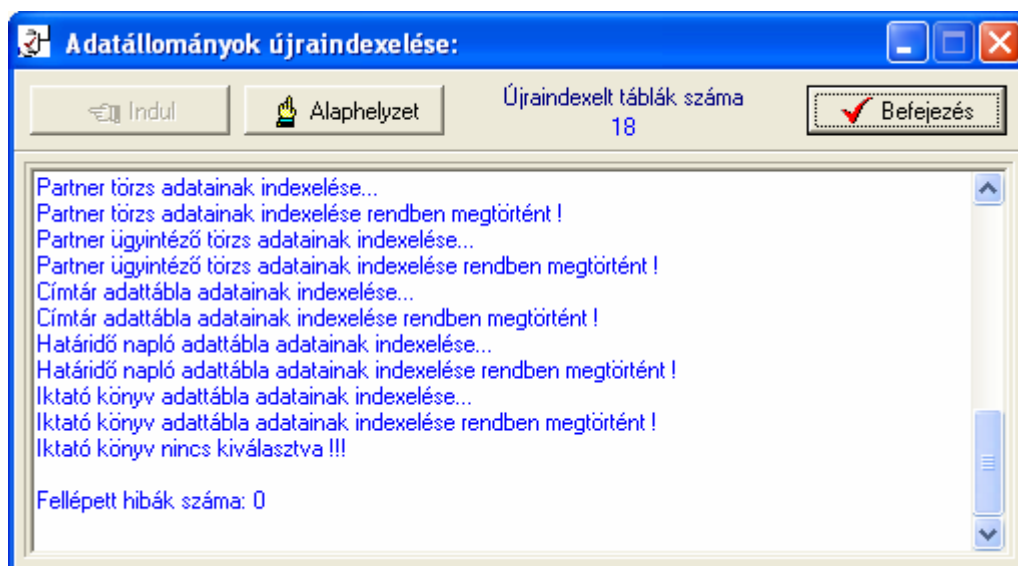 Adatállományok újraindexelése:
Indul
Alaphelyzet
Újraindexelt táblák száma
18
Befejezés
Partner törzs adatainak indexelése...
Partner törzs adatainak indexelése rendben megtörtént !
Partner ügyintéző törzs adatainak indexelése...
Partner ügyintéző törzs adatainak indexelése rendben megtörtént !
Címtár adattábla adatainak indexelése...
Címtár adattábla adatainak indexelése rendben megtörtént !
Határidő napló adattábla adatainak indexelése...
Határidő napló adattábla adatainak indexelése rendben megtörtént !
Iktató könyv adattábla adatainak indexelése...
Iktató könyv adattábla adatainak indexelése rendben megtörtént !
Iktató könyv nincs kiválasztva !!!
Fellépett hibák száma: 0